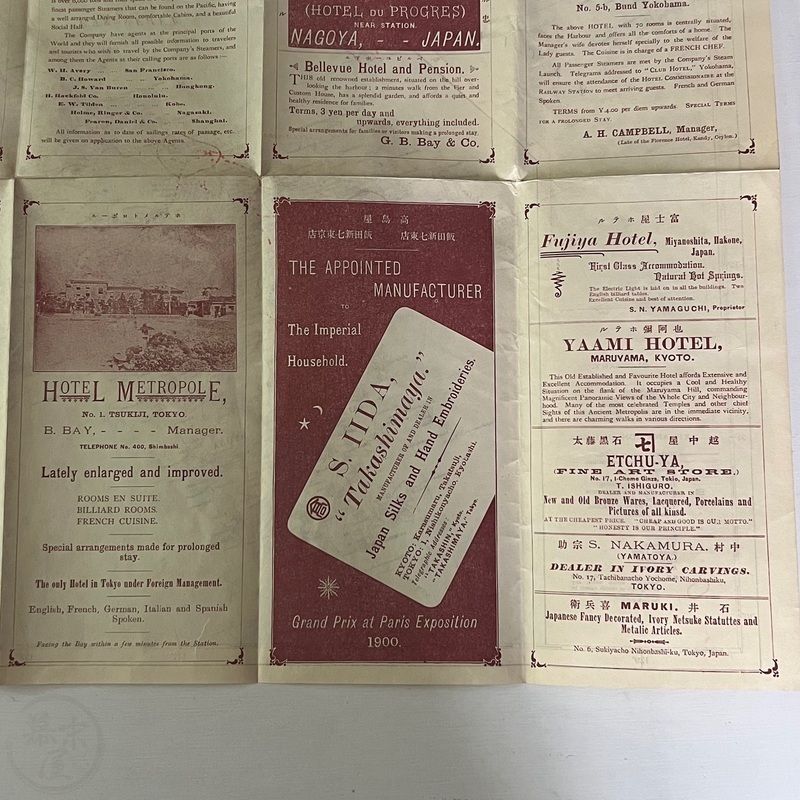 finest passenger Steamers that can be found on the Pacific, having
a well arranged Dining Room, comfortable Cabins, and a beautiful
Social Hall.
The Company have agents at the principal ports of the
World and they will furnish all possible information to travelers
and tourists who wish to travel by the Company's Steamers, and
among them the Agents at their calling ports are as follows:—
W. H. Avery San Francisco.
B. C. Howard Yokohama.
J. S. Van Buren Hongkong.
H. Hackfeld Co. Honolulu.
E. W. Tilden Kobe.
Holme, Ringer & Co. Nagasaki.
Fearon, Daniel & Co. Shanghai.
All information as to date of sailings, rates of passage, etc.
will be given on application to the above Agents.
(HOTEL DU PROGRES)
NEAR STATION.
NAGOYA, — JAPAN.
Bellevue Hotel and Pension.
THIS old renowned establishment, situated on the hill over-
looking the harbour; 2 minutes walk from the Pier and
Custom House, has a splendid garden, and affords a quiet and
healthy residence for families.
Terms, 3 yen per day and
upwards, everything included.
Special arrangements for families or visitors making a prolonged stay.
G. B. Bay & Co.
No. 5-b, Bund Yokohama.
The above HOTEL with 70 rooms is centrally situated,
faces the Harbour and offers all the comforts of a home. The
Manager's wife devotes herself specially to the welfare of the
Lady guests. The Cuisine is in charge of a FRENCH CHEF.
All Passenger Steamers are met by the Company's Steam
Launch. Telegrams addressed to "CLUB HOTEL," Yokohama,
will ensure the attendance of the HOTEL COMMISSIONAIRE at the
RAILWAY STATION to meet arriving guests. French and German
Spoken.
TERMS from Y 4.00 per diem upwards. SPECIAL TERMS
FOR A PROLONGED STAY.
A. H. CAMPBELL, Manager,
(Late of the Florence Hotel, Kandy, Ceylon.)
ルーポロトメルテホ
HOTEL METROPOLE,
No. 1. TSUKIJI, TOKYO.
B. BAY, - - - - Manager.
TELEPHONE No. 400, Shimbashi.
Lately enlarged and improved.
ROOMS EN SUITE.
BILLIARD ROOMS.
FRENCH CUISINE.
Special arrangements made for prolonged
stay.
The only Hotel in Tokyo under Foreign Management.
English, French, German, Italian and Spanish
Spoken.
Facing the Bay within a few minutes from the Station.
屋島高
店京東七新田飯 店東七新田飯
THE APPOINTED
MANUFACTURER
TO
The Imperial
Household.
S. IIDA,
"Takashimaya."
MANUFACTURER OF AND DEALER IN
Japan Silks and Hand Embroideries.
KYOTO: Karasumaru, Takatsuji,
TOKYO: 1, Nishikonyacho, Kyobashi.
Telegraphic Addresses:
"TAKASHIN," Kyoto.
"TAKASHIMAYA," Tokyo.
Grand Prix at Paris Exposition
1900.
ルテホ屋士富
Fujiya Hotel, Miyanoshita, Hakone,
Japan.
First Class Accommodation.
Natural Hot Springs.
The Electric Light is laid on in all the buildings. Two
English billiard tables.
Excellent Cuisine and best of attention.
S. N. YAMAGUCHI, Proprietor
ルテホ彌阿也
YAAMI HOTEL,
MARUYAMA, KYOTO.
This Old Established and Favourite Hotel affords Extensive and
Excellent Accommodation. It occupies a Cool and Healthy
Situation on the Bank of the Maruyama Hill, commanding
Magnificent Panoramic Views of the Whole City and Neighbour-
hood. Many of the most celebrated Temples and other chief
Sights of this Ancient Metropolis are in the immediate vicinity,
and there are charming walks in various directions.
太藤黒石 屋中越
ETCHU-YA,
(FINE ART STORE,)
No. 17, 1-Chome Ginza, Tokio, Japan.
T. ISHIGURO,
DEALER AND MANUFACTURER IN
New and Old Bronze Wares, Lacquered, Porcelains and
Pictures of all kinsd.
AT THE CHEAPEST PRICE. "CHEAP AND GOOD IS OUR MOTTO."
"HONESTY IS OUR PRINCIPLE."
助宗 S. NAKAMURA. 村中
(YAMATOYA.)
DEALER IN IVORY CARVINGS.
No. 17, Tachibanacho Yochome, Nihonbashiku,
TOKYO.
衛兵喜 MARUKI. 井石
Japanese Fancy Decorated, Ivory Netsuke Statuttes and
Metalic Articles.
No. 6, Sukiyacho Nihonbashi-ku, Tokyo, Japan.